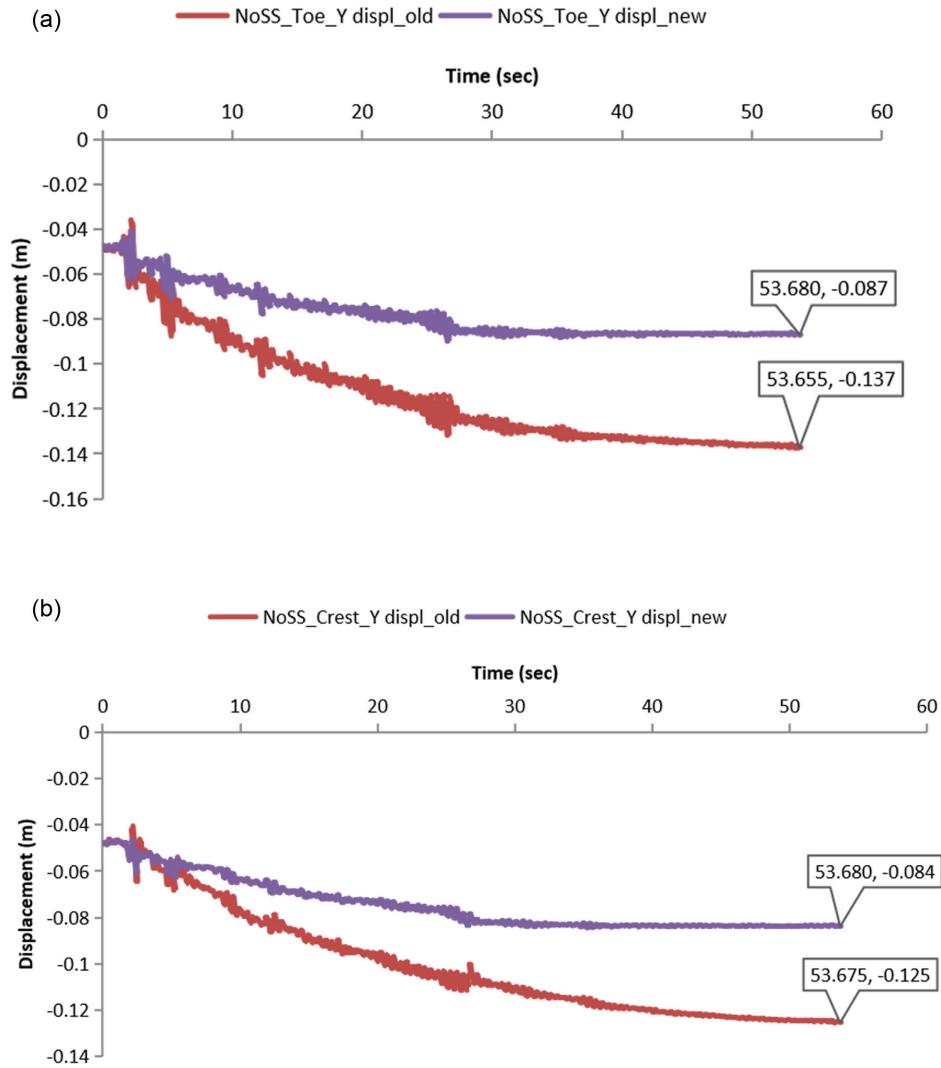 (a)
NoSS_Toe_Y displ_old NoSS_Toe_Y displ_new
Time (sec)
0 10 20 30 40 50 60
0
-0.02
-0.04
-0.06
-0.08
-0.1
-0.12
-0.14
-0.16
Displacement (m)
53.680, -0.087
53.655, -0.137
(b)
NoSS_Crest_Y displ_old NoSS_Crest_Y displ_new
Time (sec)
0 10 20 30 40 50 60
0
-0.02
-0.04
-0.06
-0.08
-0.1
-0.12
-0.14
Displacement (m)
53.680, -0.084
53.675, -0.125